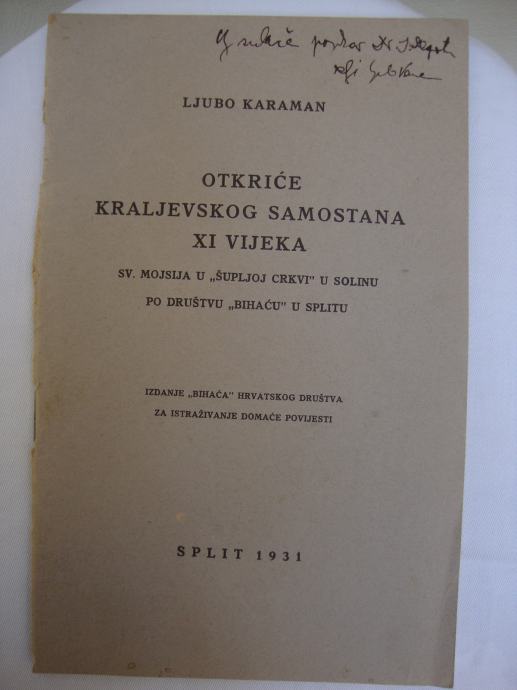 LJUBO KARAMAN
OTKRIĆE
KRALJEVSKOG SAMOSTANA
XI VIJEKA
SV. MOJSIJA U „ŠUPLJOJ CRKVI" U SOLINU
PO DRUŠTVU „BIHAĆU" U SPLITU
IZDANJE „BIHAĆA" HRVATSKOG DRUŠTVA
ZA ISTRAŽIVANJE DOMAĆE POVIJESTI
SPLIT 1931